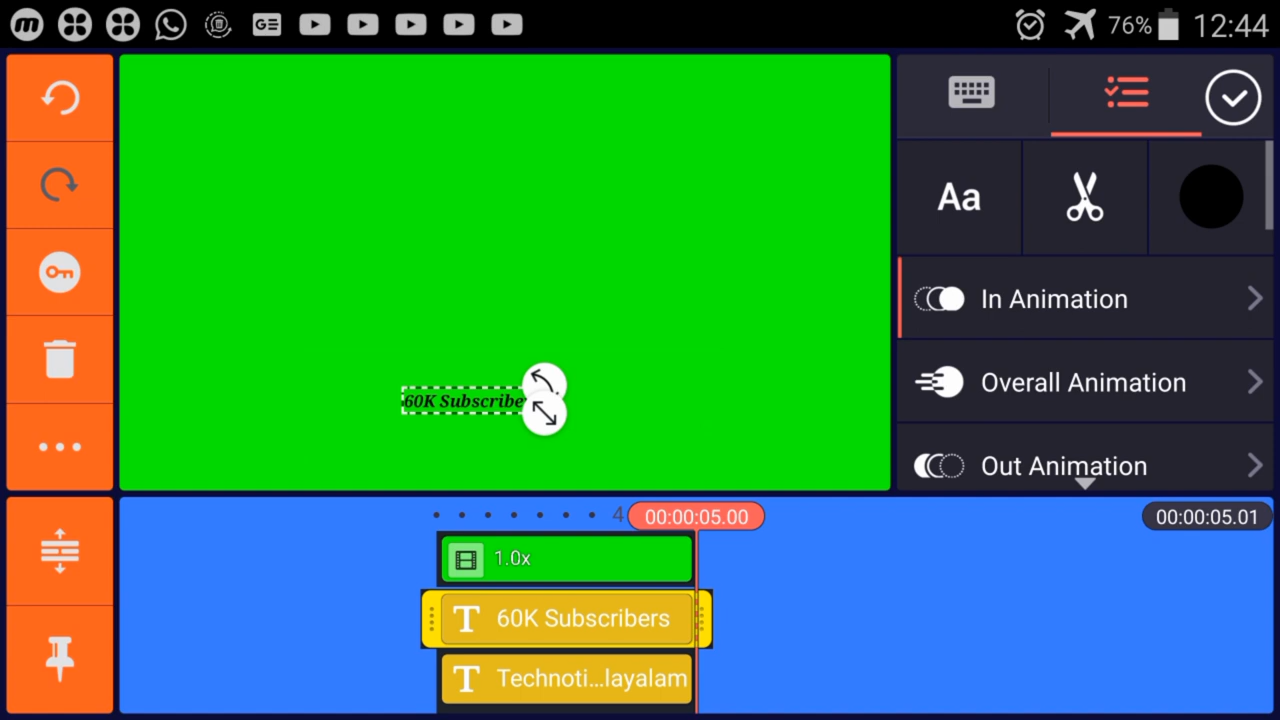 GE
76%
12:44
Aa
In Animation
Overall Animation
Out Animation
60K Subscribe
4
00:00:05.00
00:00:05.01
1.0x
T 60K Subscribers
T Technoti...layalam